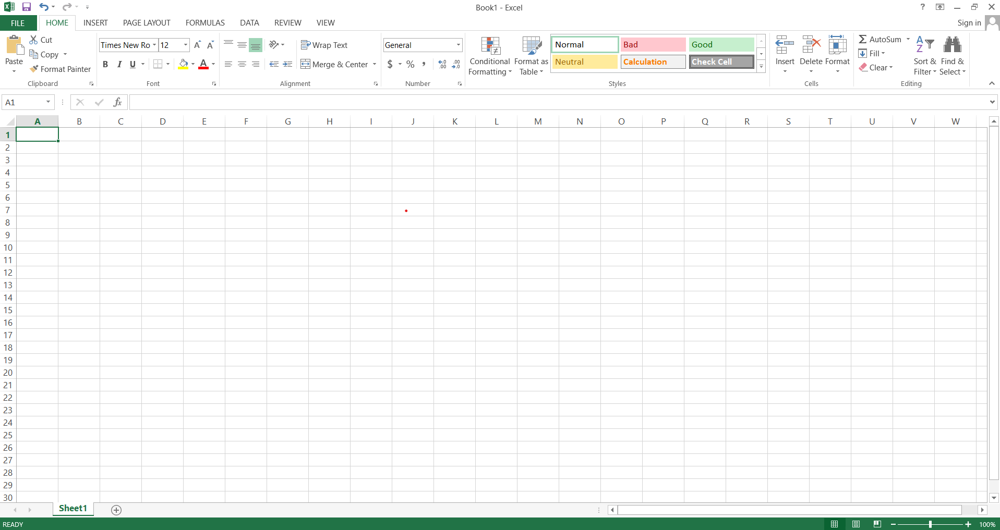 Book1 - Excel
?
FILE HOME INSERT PAGE LAYOUT FORMULAS DATA REVIEW VIEW Sign in
Paste
Cut
Copy
Format Painter
Clipboard
Times New Ro 12
B I U
Font
Wrap Text
Merge & Center
Alignment
General
$ % ,
Number
Conditional Formatting
Format as Table
Normal Bad Good
Neutral Calculation Check Cell
Styles
Insert Delete Format
Cells
AutoSum
Fill
Clear
Sort & Filter
Find & Select
Editing
A1 fx
A B C D E F G H I J K L M N O P Q R S T U V W
1
2
3
4
5
6
7
8
9
10
11
12
13
14
15
16
17
18
19
20
21
22
23
24
25
26
27
28
29
30
Sheet1
READY 100%